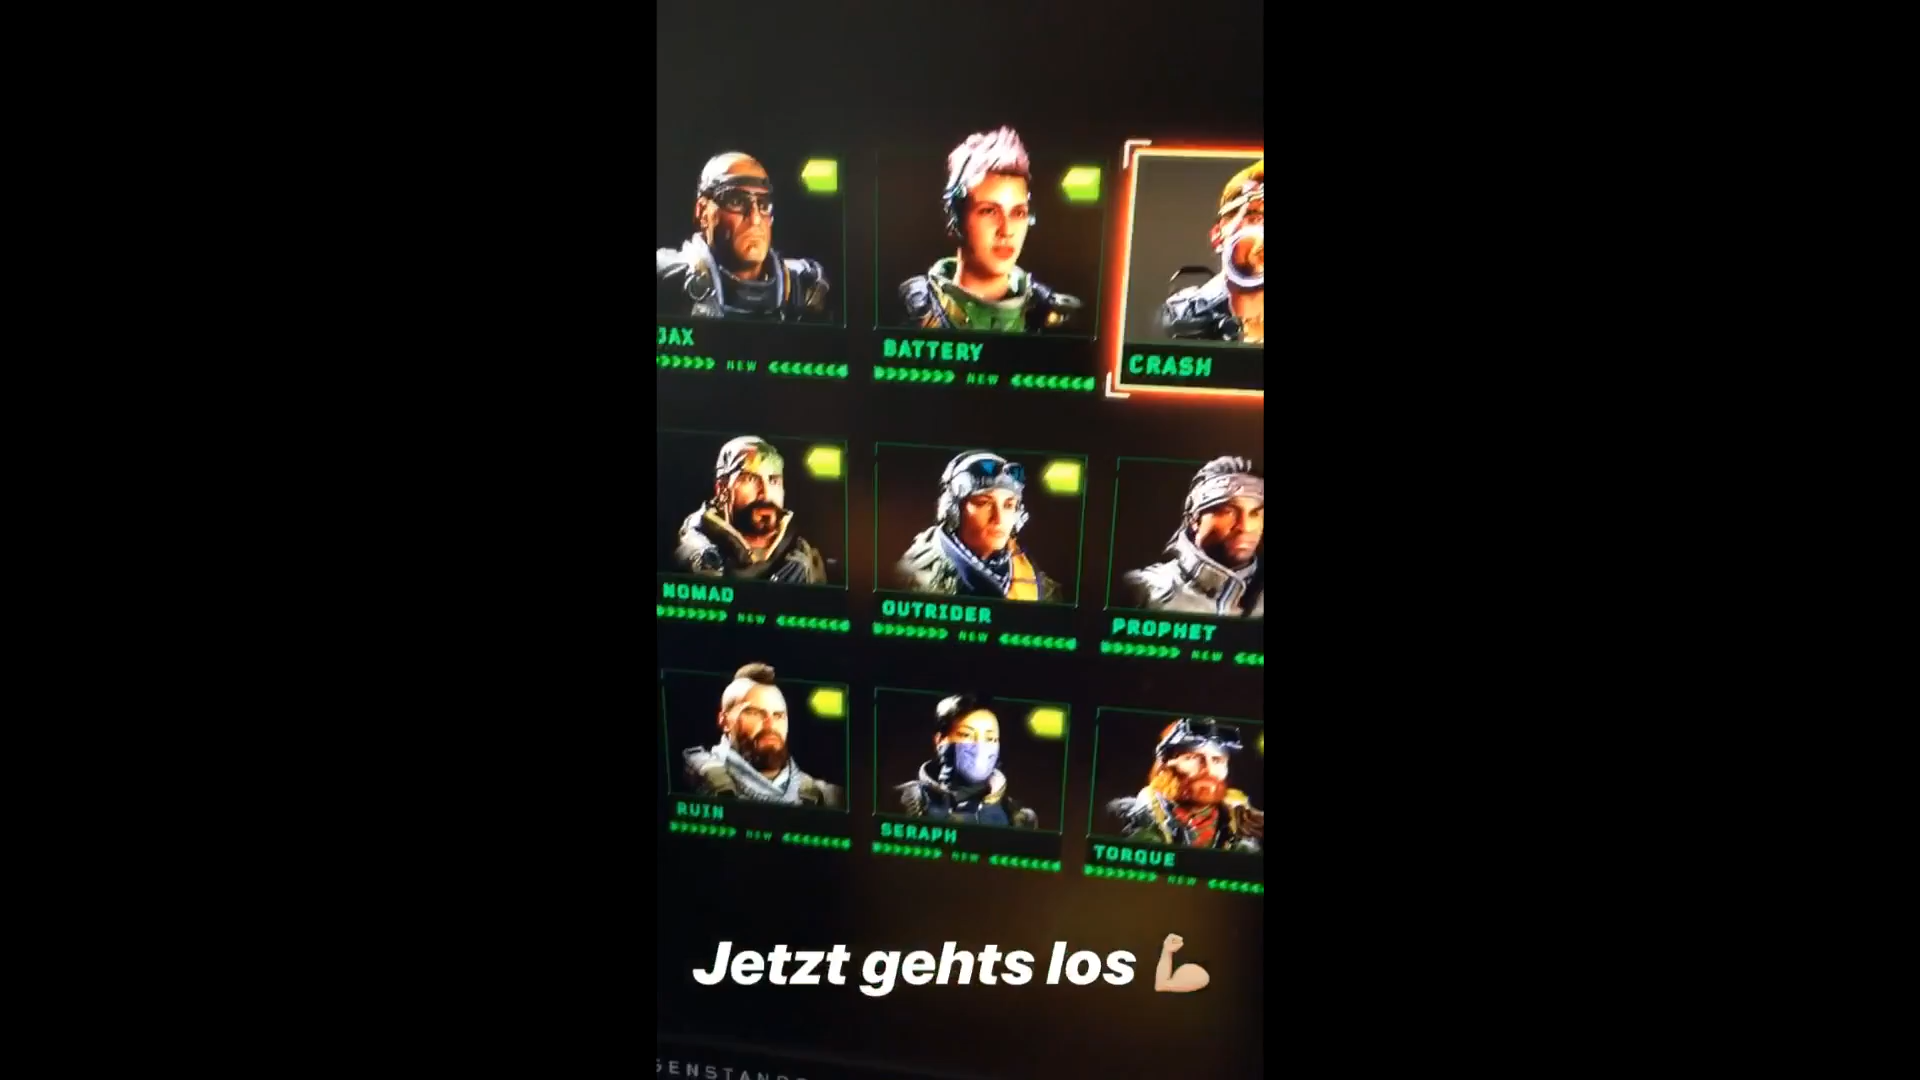 JAX
BATTERY
CRASH
NEW
NEW
NOMAD
OUTRIDER
PROPHET
NEW
NEW
NEW
RUIN
SERAPH
TORQUE
NEW
NEW
NEW
Jetzt gehts los 💪🏼
GENSTAND